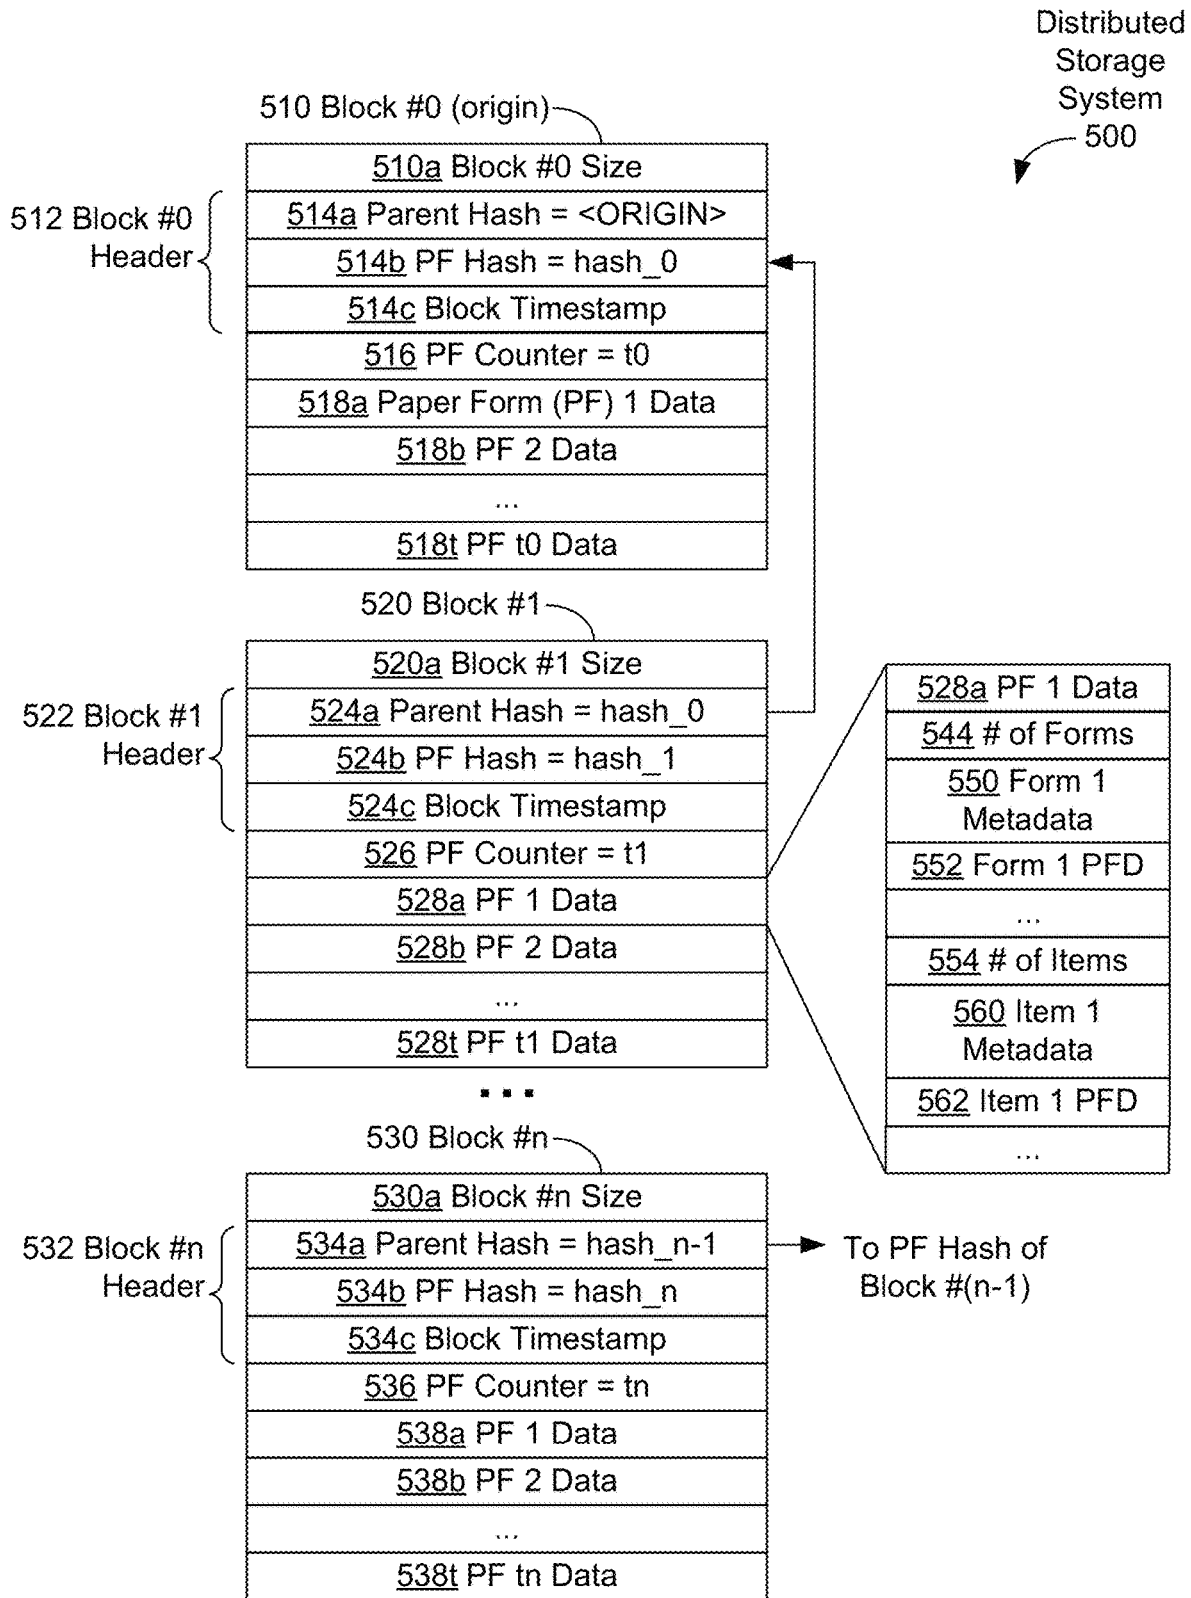 Distributed
Storage
System
500
510 Block #0 (origin)
510a Block #0 Size
512 Block #0
Header
514a Parent Hash = <ORIGIN>
514b PF Hash = hash_0
514c Block Timestamp
516 PF Counter = t0
518a Paper Form (PF) 1 Data
518b PF 2 Data
...
518t PF t0 Data
520 Block #1
520a Block #1 Size
522 Block #1
Header
524a Parent Hash = hash_0
524b PF Hash = hash_1
524c Block Timestamp
526 PF Counter = t1
528a PF 1 Data
528b PF 2 Data
...
528t PF t1 Data
528a PF 1 Data
544 # of Forms
550 Form 1
Metadata
552 Form 1 PFD
...
554 # of Items
560 Item 1
Metadata
562 Item 1 PFD
...
...
530 Block #n
530a Block #n Size
532 Block #n
Header
534a Parent Hash = hash_n-1
To PF Hash of
Block #(n-1)
534b PF Hash = hash_n
534c Block Timestamp
536 PF Counter = tn
538a PF 1 Data
538b PF 2 Data
...
538t PF tn Data